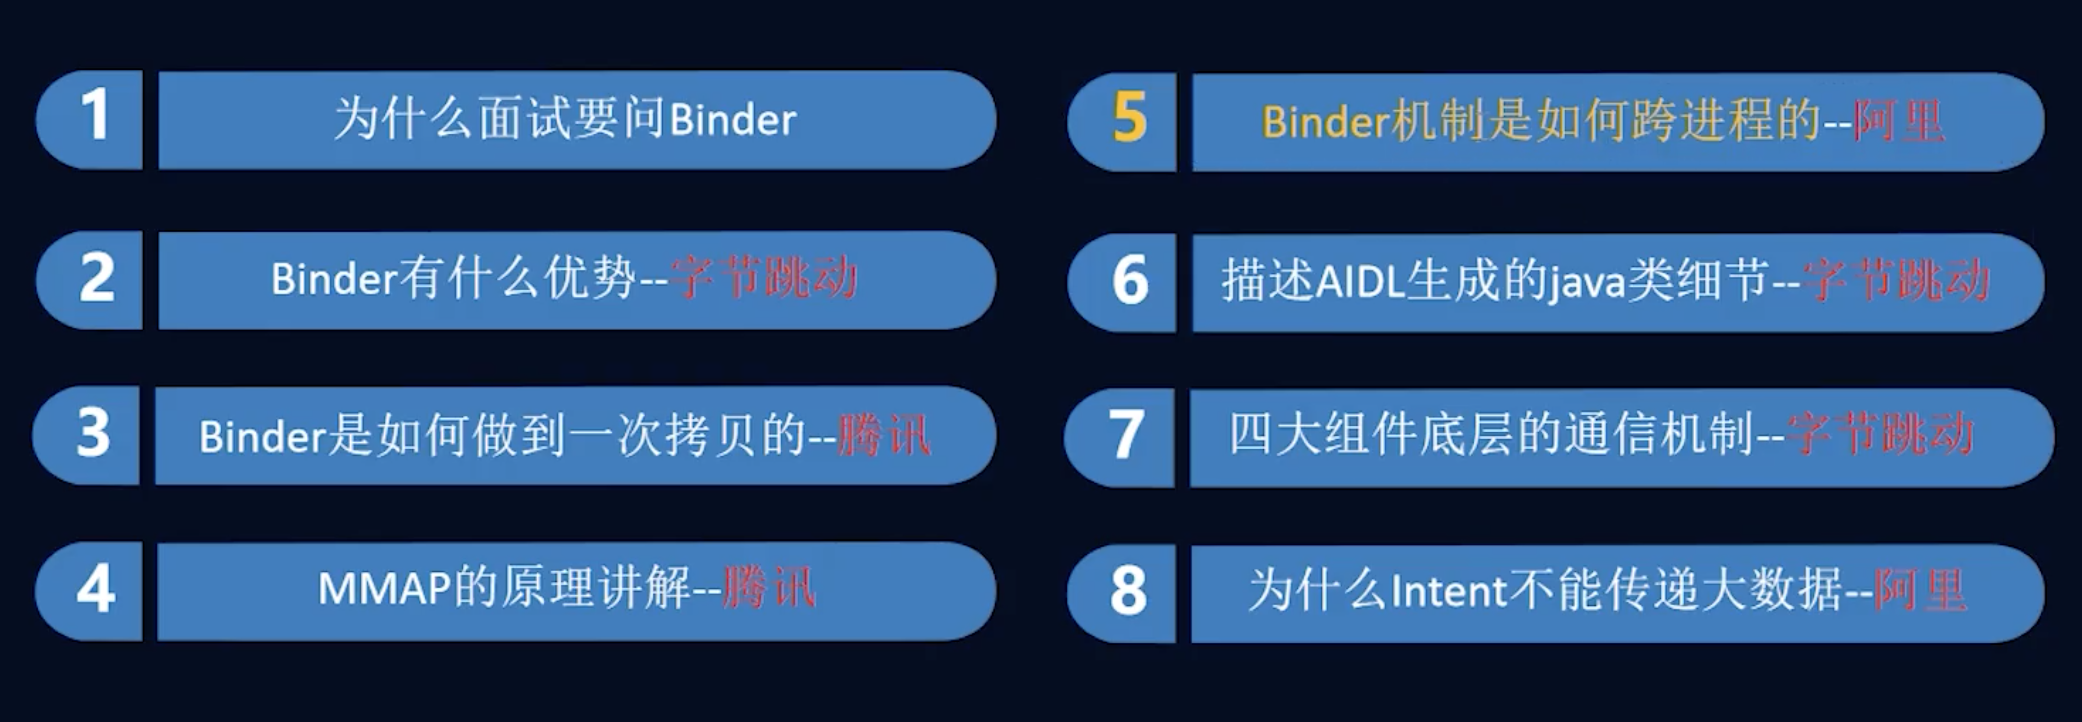 1 为什么面试要问Binder
2 Binder有什么优势--字节跳动
3 Binder是如何做到一次拷贝的--腾讯
4 MMAP的原理讲解--腾讯
5 Binder机制是如何跨进程的--阿里
6 描述AIDL生成的java类细节--字节跳动
7 四大组件底层的通信机制--字节跳动
8 为什么Intent不能传递大数据--阿里